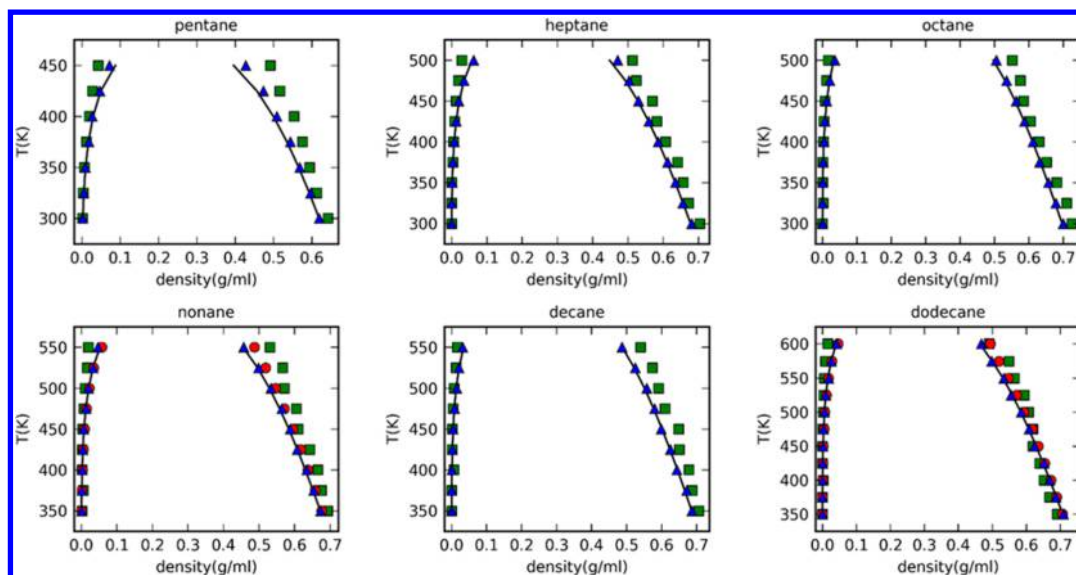 pentane heptane octane
450 500 500
T(K) 400 T(K) 450 T(K) 450
400 400
350 350 350
300 300 300
0.0 0.1 0.2 0.3 0.4 0.5 0.6 0.0 0.1 0.2 0.3 0.4 0.5 0.6 0.7 0.0 0.1 0.2 0.3 0.4 0.5 0.6 0.7
density(g/ml) density(g/ml) density(g/ml)
nonane decane dodecane
550 550 600
500 500 550
T(K) 450 T(K) 450 T(K) 500
450
400 400 400
350 350 350
0.0 0.1 0.2 0.3 0.4 0.5 0.6 0.7 0.0 0.1 0.2 0.3 0.4 0.5 0.6 0.7 0.0 0.1 0.2 0.3 0.4 0.5 0.6 0.7
density(g/ml) density(g/ml) density(g/ml)